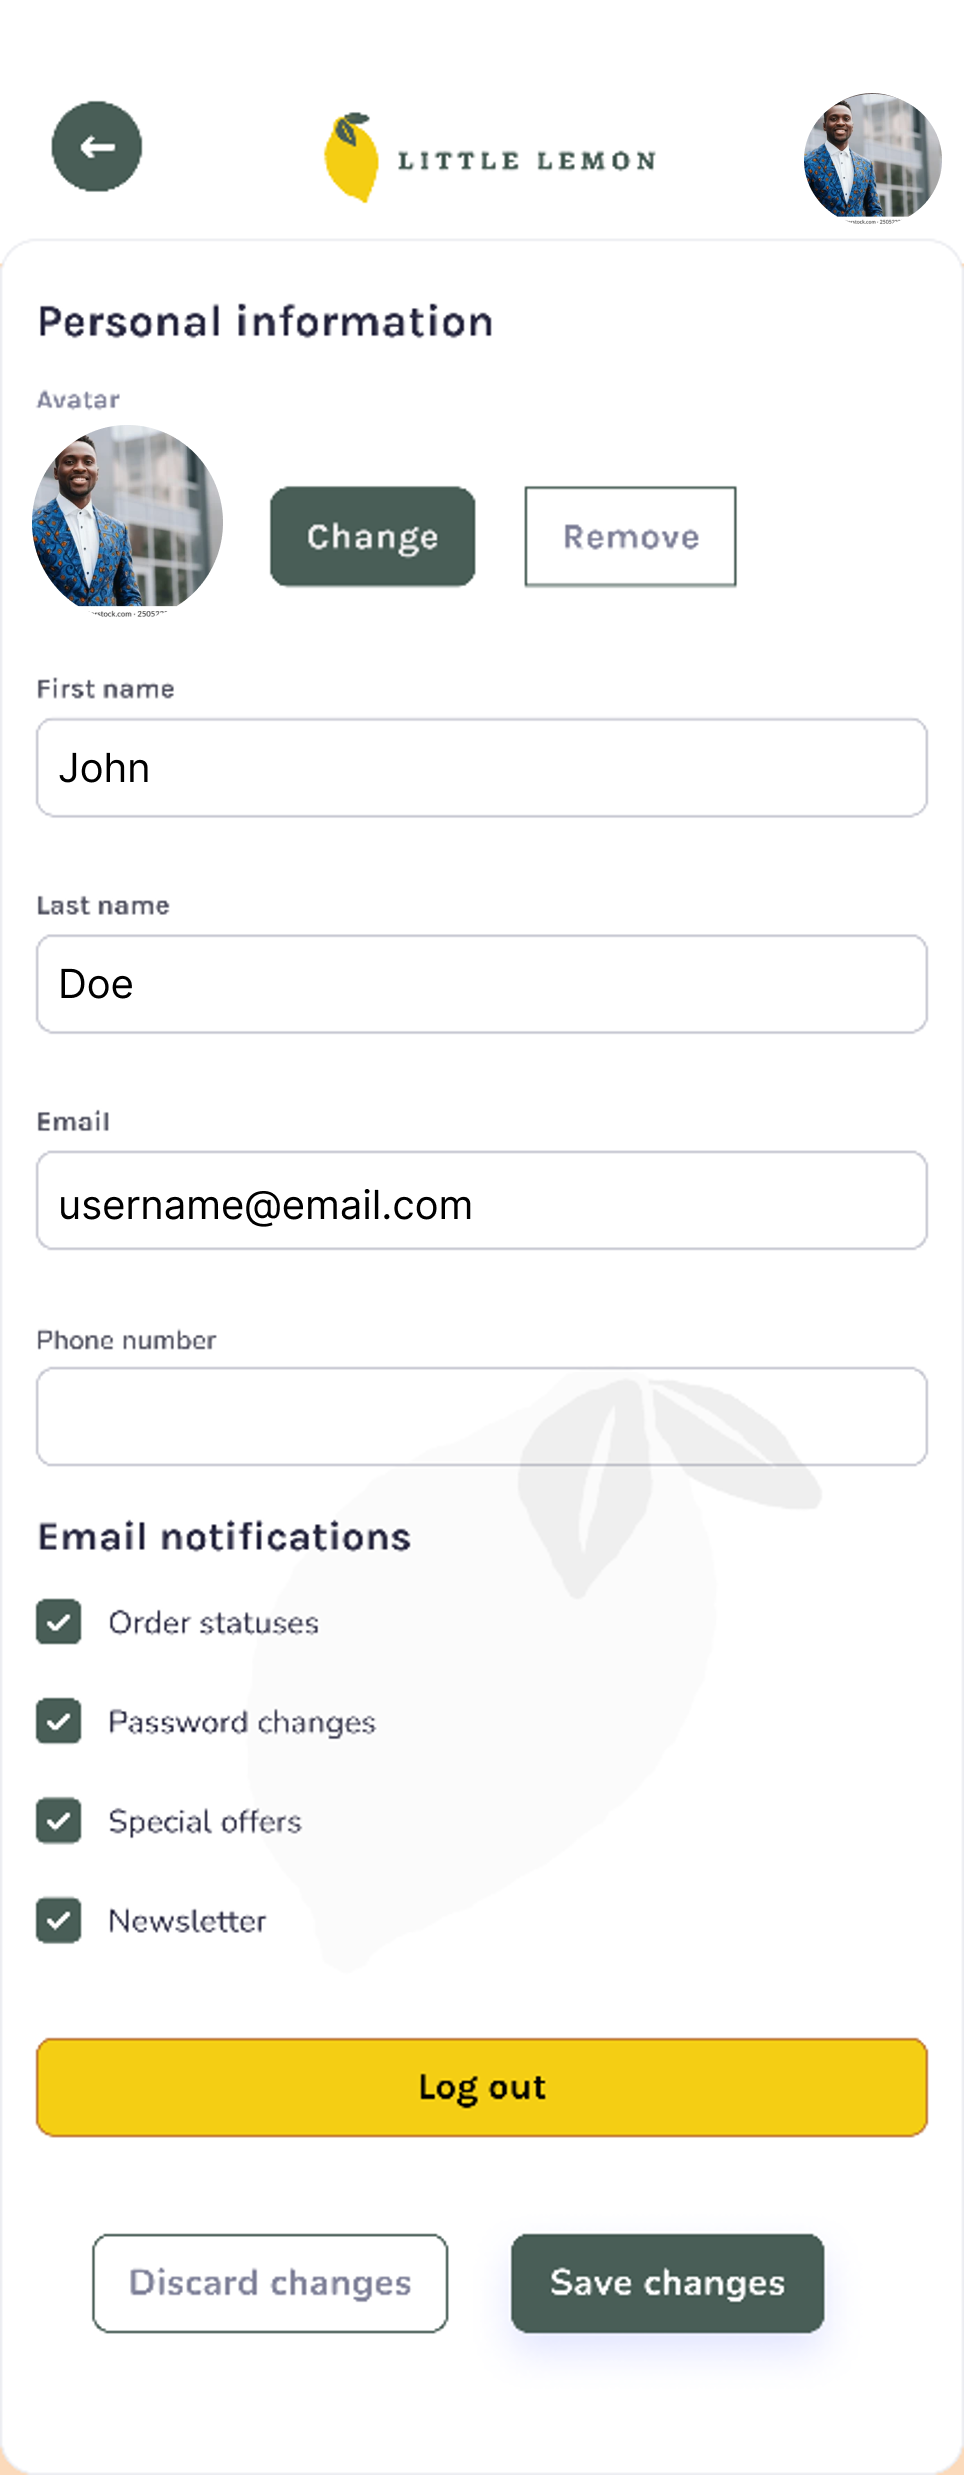 LITTLE LEMON
Personal information
Avatar
Change
Remove
First name
John
Last name
Doe
Email
username@email.com
Phone number
Email notifications
Order statuses
Password changes
Special offers
Newsletter
Log out
Discard changes
Save changes